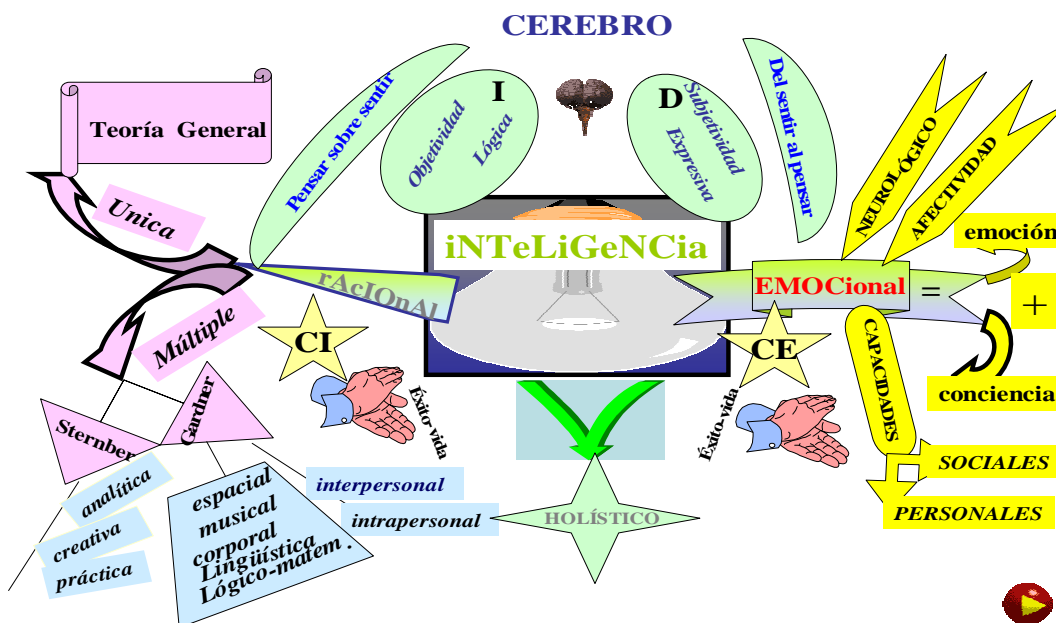 CEREBRO
Teoría General
Pensar sobre sentir
I
Objetividad
Lógica
D
Subjetividad
Expresiva
Del sentir al pensar
NEUROLÓGICO
AFECTIVIDAD
Unica
iNTeLiGeNCia
emoción
rAcIOnAl
EMOCional
=
+
Múltiple
CI
CE
CAPACIDADES
conciencia
Éxito-vida
Éxito-vida
Sternber
Gardner
SOCIALES
PERSONALES
analítica
creativa
práctica
espacial
musical
corporal
Lingüística
Lógico-matem .
interpersonal
intrapersonal
HOLÍSTICO